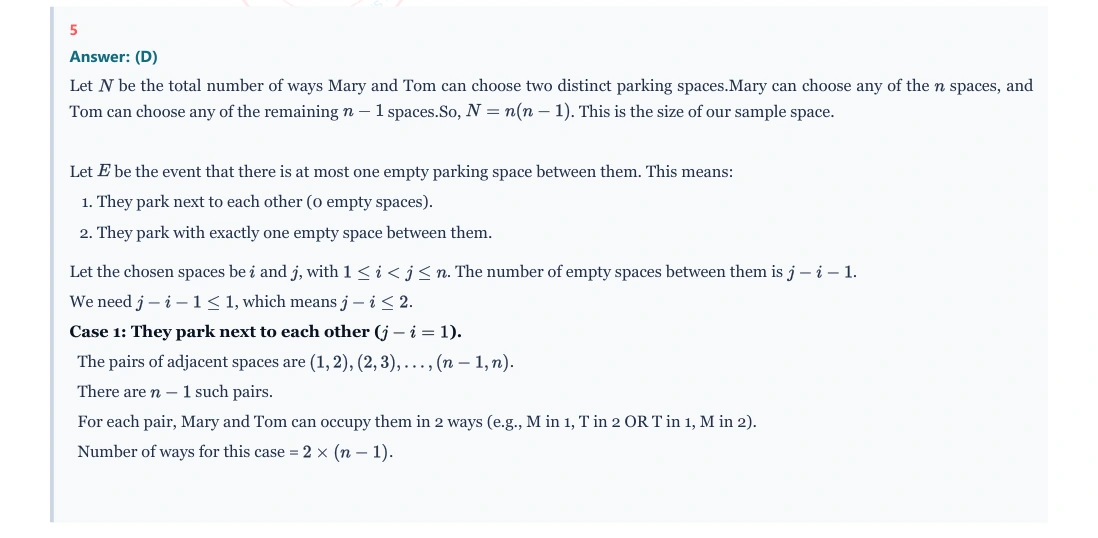 5
Answer: (D)
Let N be the total number of ways Mary and Tom can choose two distinct parking spaces.Mary can choose any of the n spaces, and
Tom can choose any of the remaining n − 1 spaces.So, N = n(n − 1). This is the size of our sample space.
Let E be the event that there is at most one empty parking space between them. This means:
1. They park next to each other (0 empty spaces).
2. They park with exactly one empty space between them.
Let the chosen spaces be i and j, with 1 ≤ i < j ≤ n. The number of empty spaces between them is j − i − 1.
We need j − i − 1 ≤ 1, which means j − i ≤ 2.
Case 1: They park next to each other (j − i = 1).
The pairs of adjacent spaces are (1, 2), (2, 3), . . . , (n − 1, n).
There are n − 1 such pairs.
For each pair, Mary and Tom can occupy them in 2 ways (e.g., M in 1, T in 2 OR T in 1, M in 2).
Number of ways for this case = 2 × (n − 1).